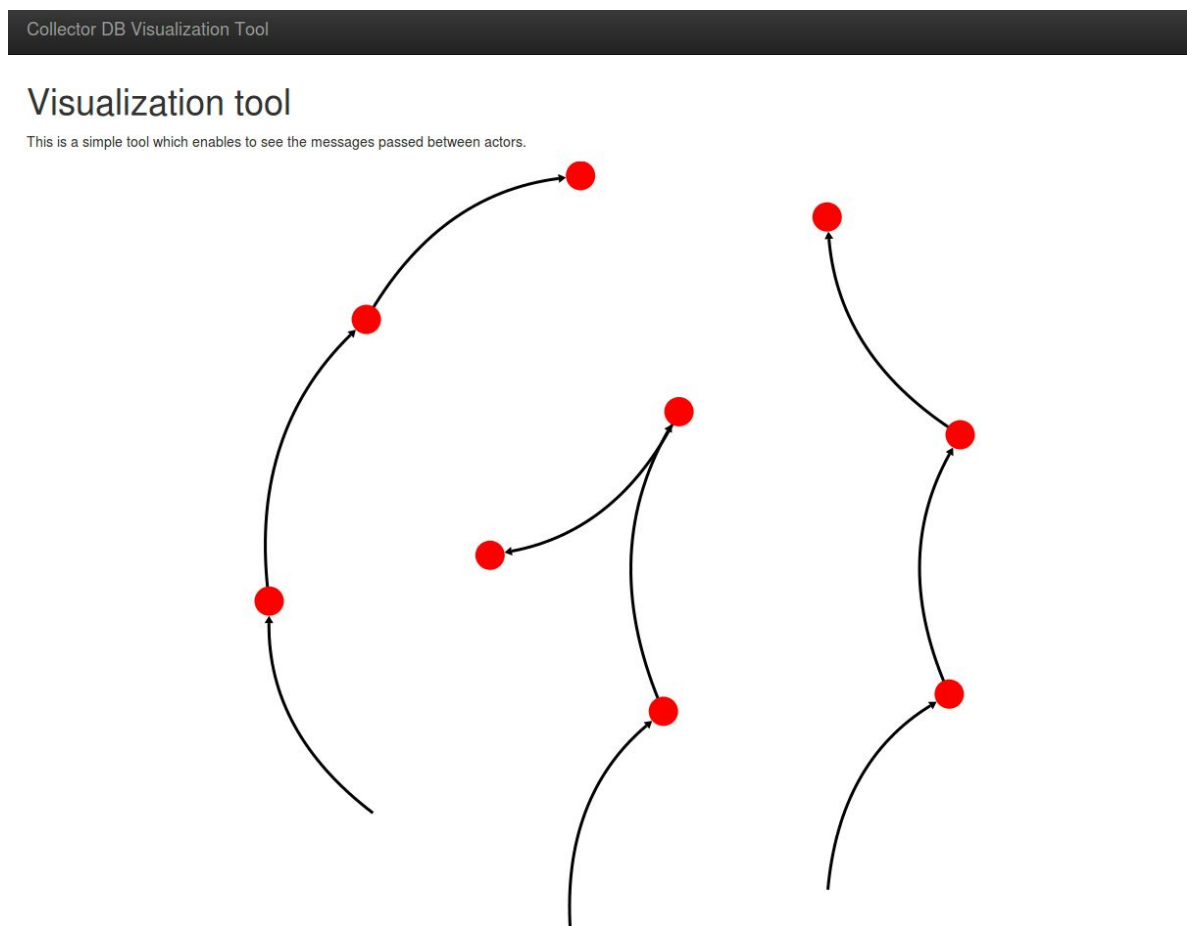 Collector DB Visualization Tool
Visualization tool
This is a simple tool which enables to see the messages passed between actors.